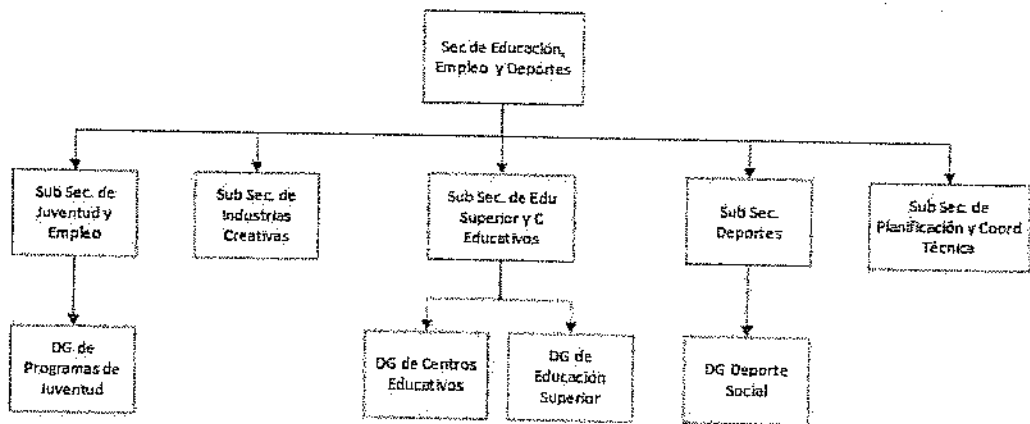 Sec de Educación,
Empleo y Deportes
Sub Sec. de
Juventud y
Empleo
Sub Sec. de
Industrias
Creativas
Sub Sec. de Edu
Superior y C
Educativos
Sub Sec.
Deportes
Sub Sec. de
Planificación y Coord
Técnica
DG de
Programas de
Juventud
DG de Centros
Educativos
DG de
Educación
Superior
DG Deporte
Social